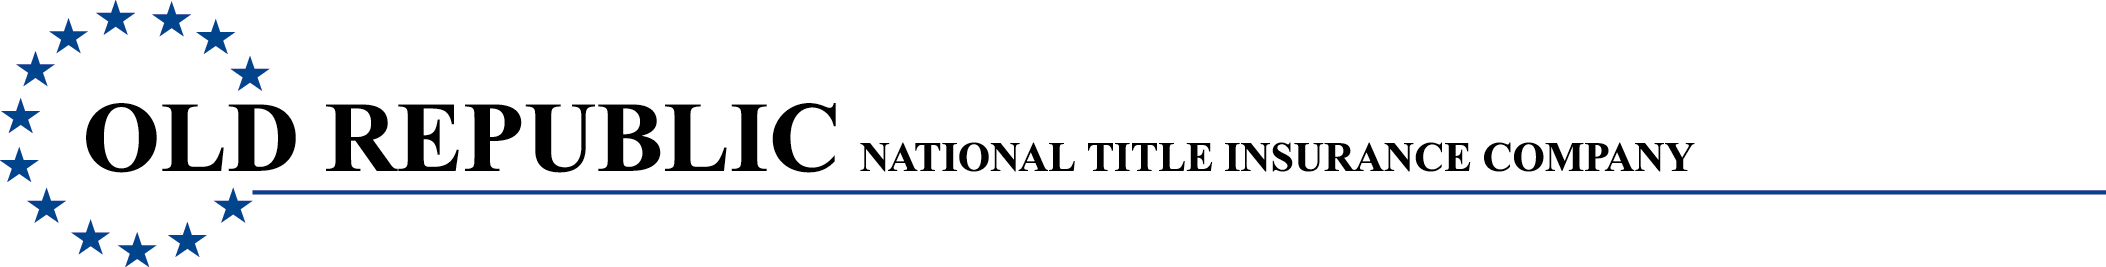 OLD REPUBLIC NATIONAL TITLE INSURANCE COMPANY